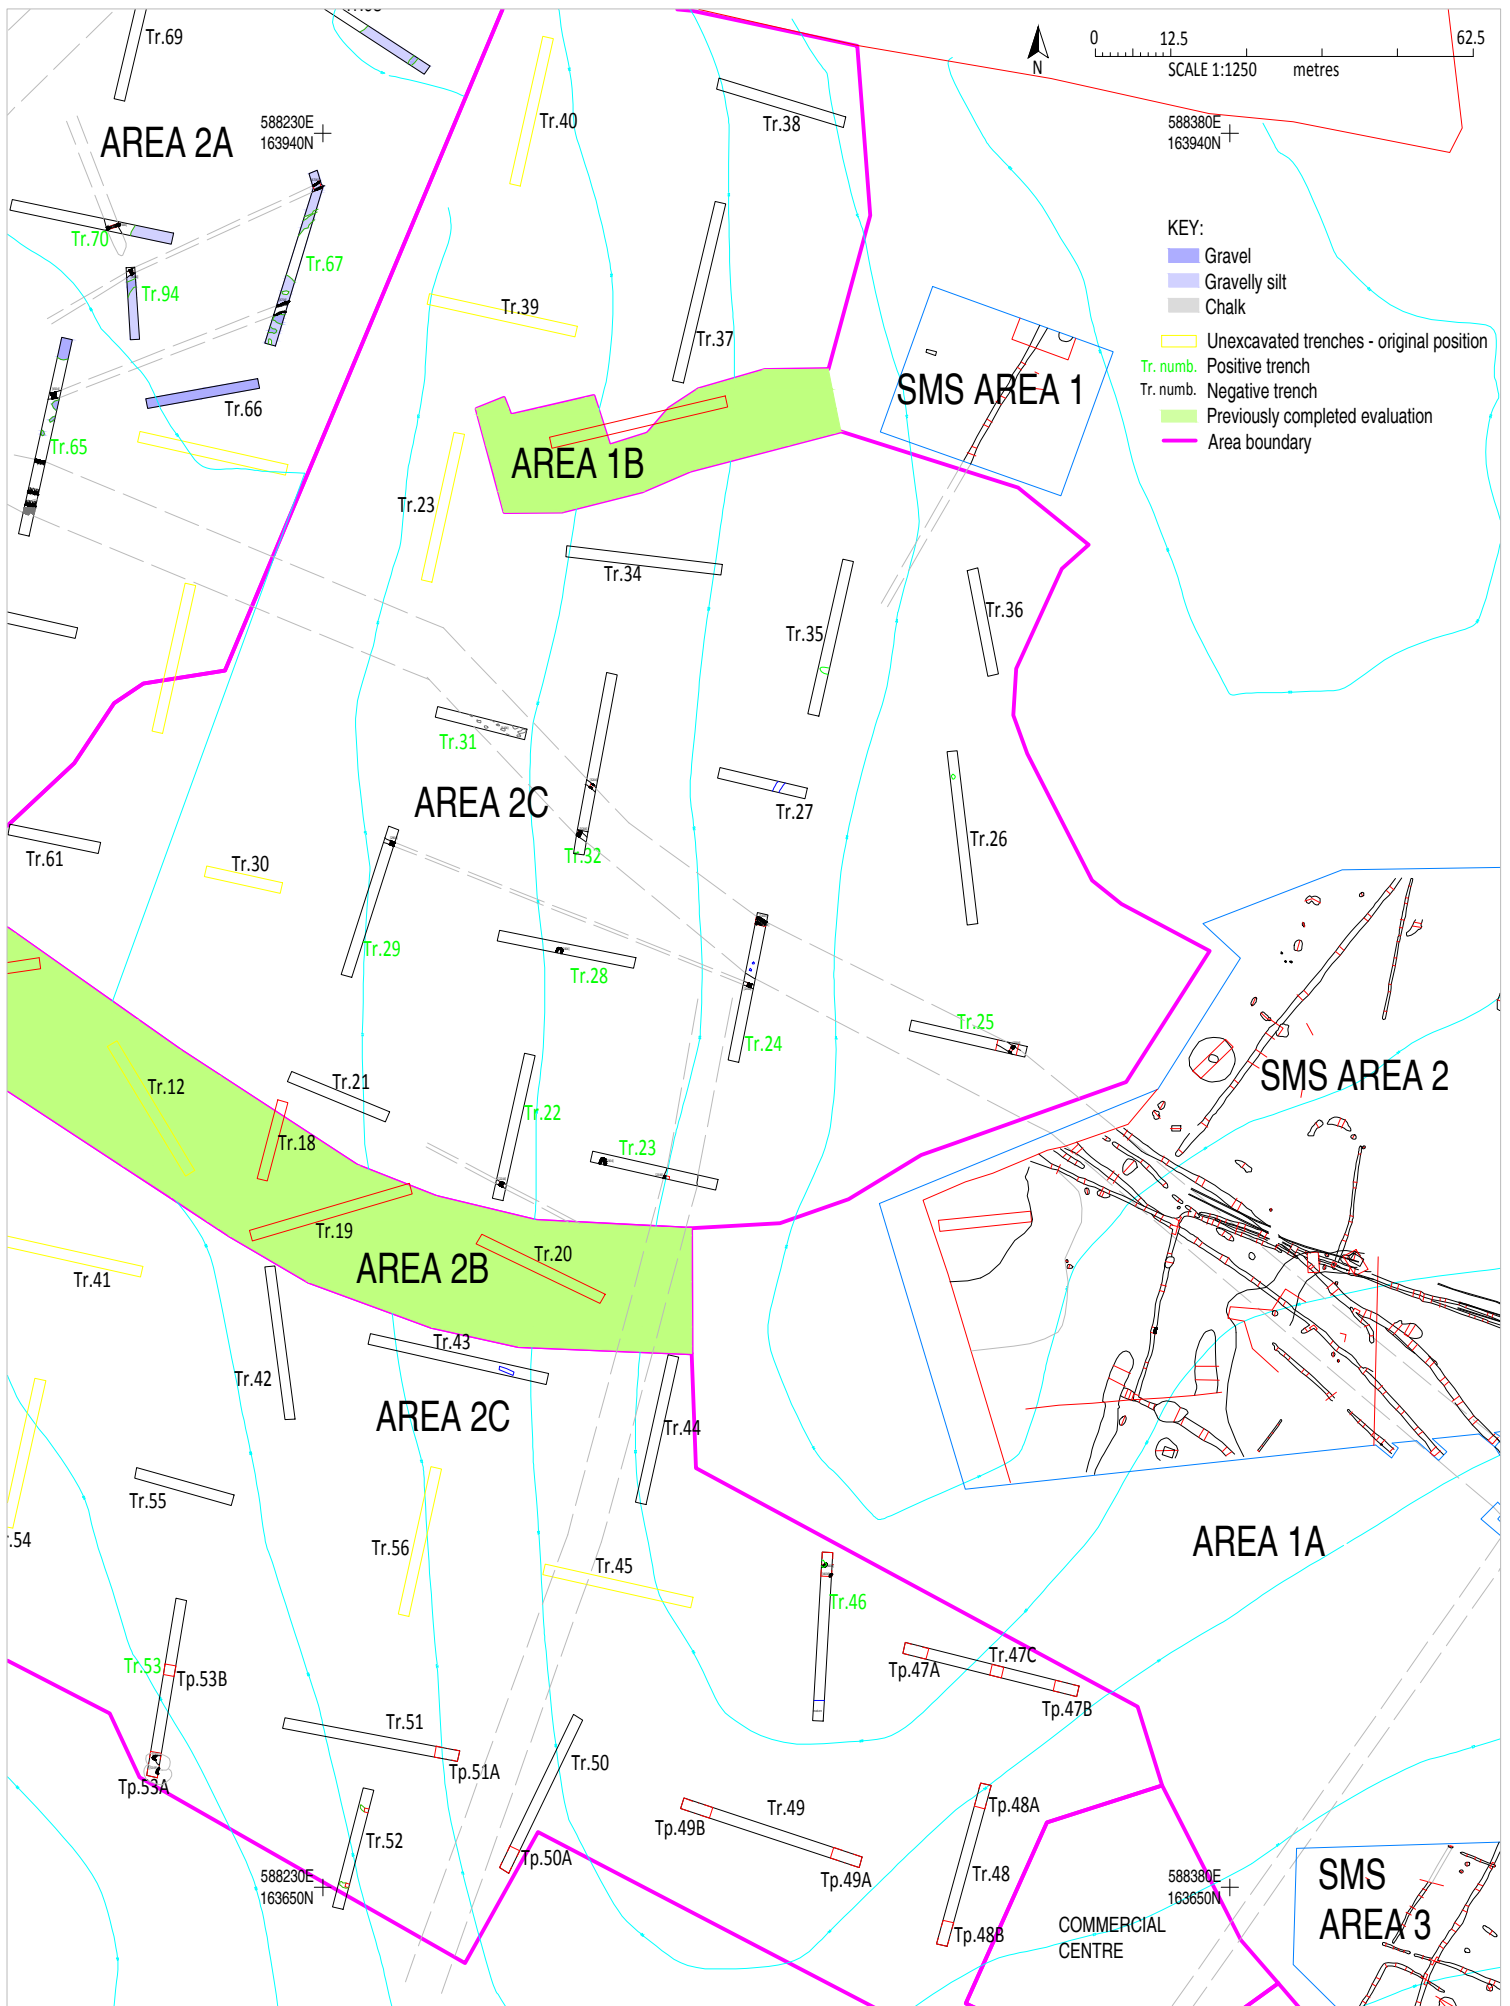 Tr.69
0
12.5
62.5
N
SCALE 1:1250 metres
AREA 2A
588230E
163940N
Tr.40
Tr.38
588380E
163940N
Tr.70
Tr.67
Tr.94
KEY:
Gravel
Gravelly silt
Chalk
Unexcavated trenches - original position
Tr. numb. Positive trench
Tr. numb. Negative trench
Previously completed evaluation
Area boundary
Tr.39
Tr.37
SMS AREA 1
Tr.66
Tr.65
AREA 1B
Tr.23
Tr.34
Tr.36
Tr.35
Tr.31
AREA 2C
Tr.27
Tr.26
Tr.32
Tr.61
Tr.30
Tr.29
Tr.28
Tr.24
Tr.25
SMS AREA 2
Tr.12
Tr.21
Tr.22
Tr.18
Tr.23
Tr.19
Tr.20
AREA 2B
Tr.41
Tr.43
Tr.42
AREA 2C
Tr.44
Tr.55
.54
Tr.56
Tr.45
AREA 1A
Tr.46
Tr.53
Tp.53B
Tr.47C
Tp.47A
Tp.47B
Tr.51
Tr.50
Tp.51A
Tp.53A
Tr.49
Tp.49B
Tp.48A
Tr.52
Tp.50A
Tp.49A
Tr.48
588230E
163650N
588380E
163650N
SMS
AREA 3
Tp.48B
COMMERCIAL
CENTRE